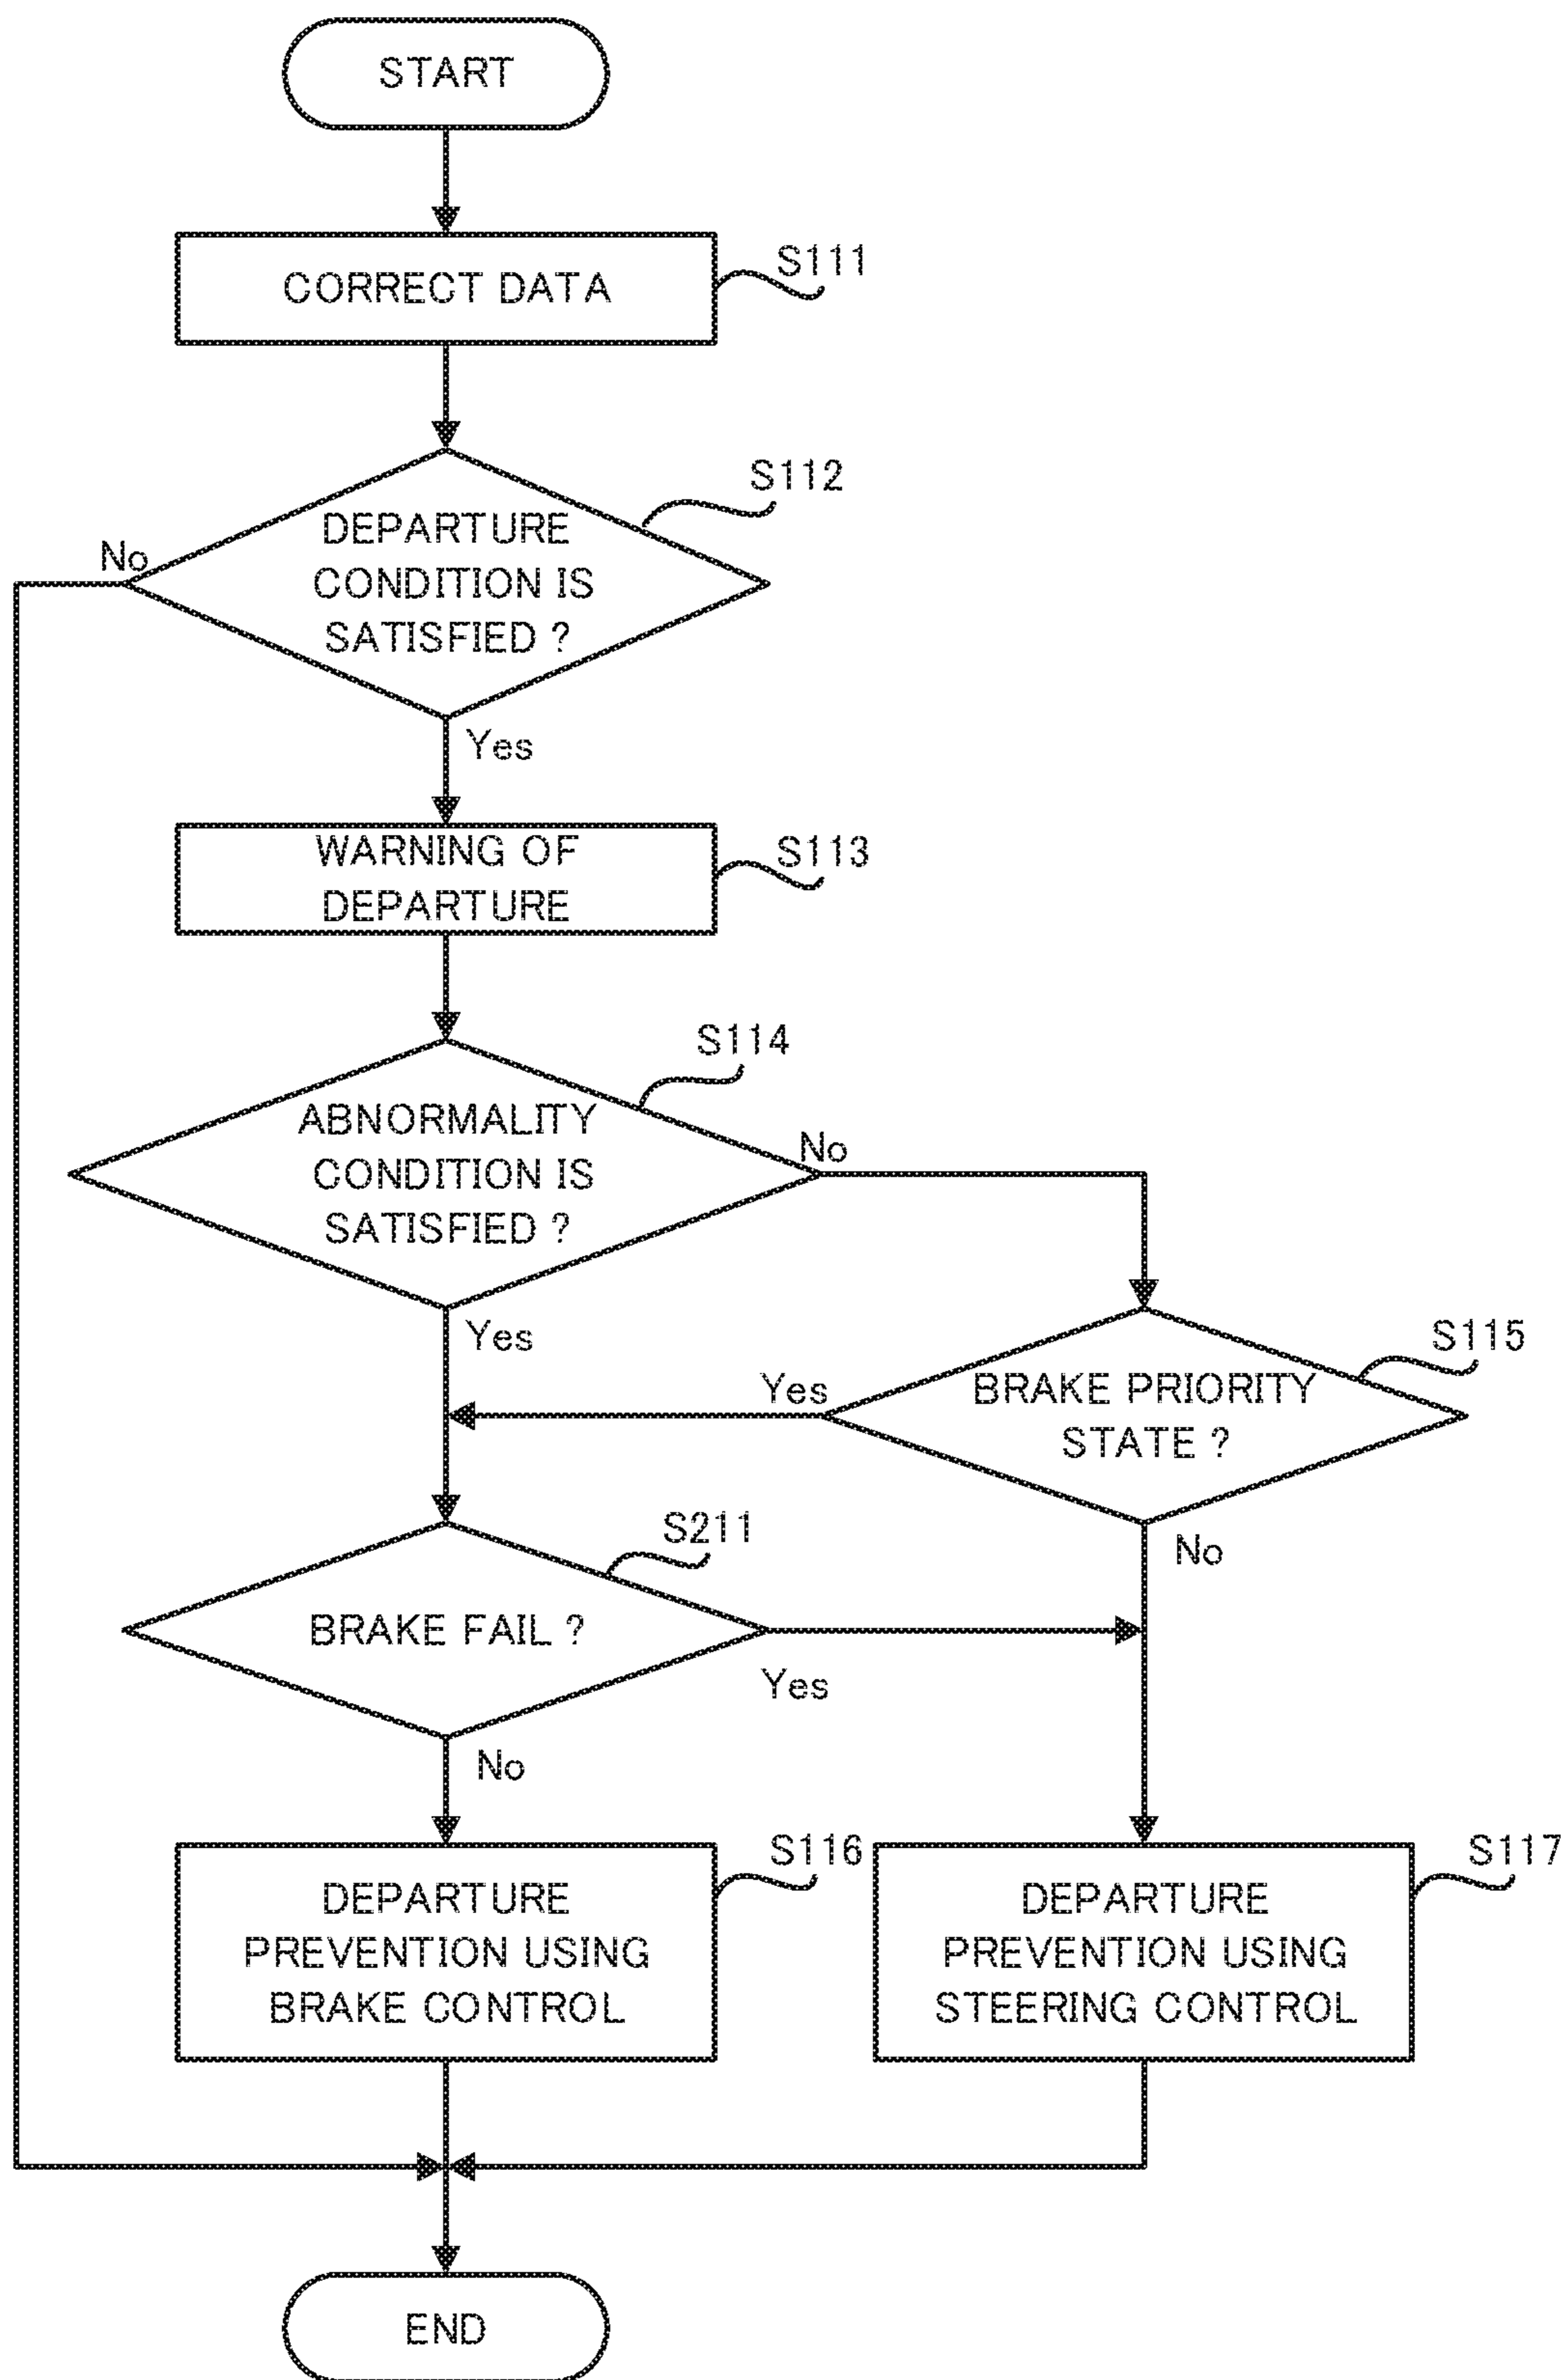 START
CORRECT DATA
S111
S112
DEPARTURE
CONDITION IS
SATISFIED ?
No
Yes
WARNING OF
DEPARTURE
S113
S114
ABNORMALITY
CONDITION IS
SATISFIED ?
No
Yes
S115
BRAKE PRIORITY
STATE ?
Yes
No
S211
BRAKE FAIL ?
Yes
No
S116
DEPARTURE
PREVENTION USING
BRAKE CONTROL
S117
DEPARTURE
PREVENTION USING
STEERING CONTROL
END